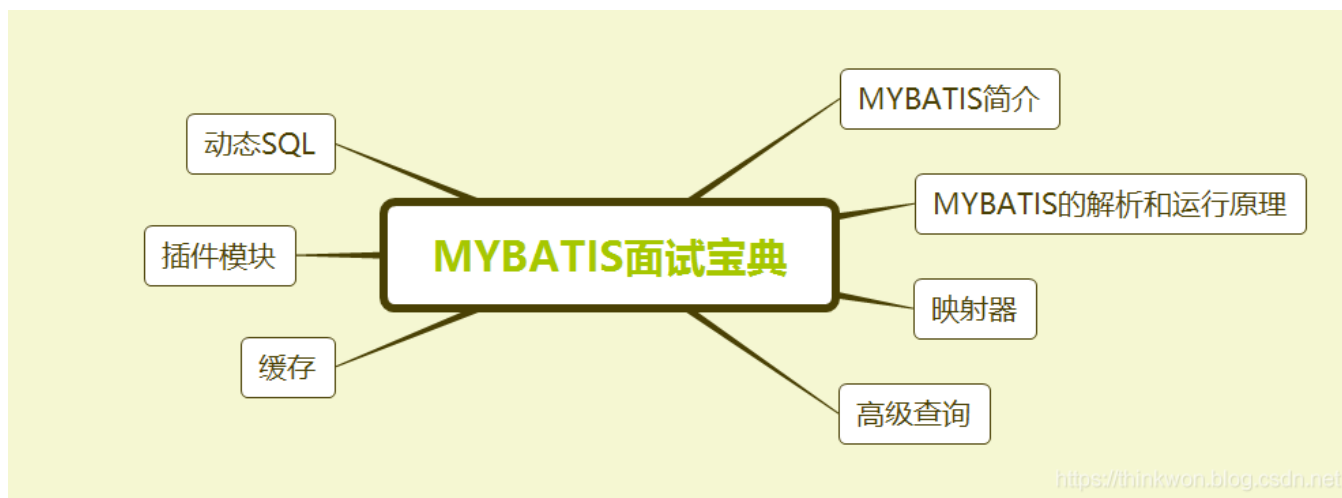 MYBATIS简介
动态SQL
MYBATIS的解析和运行原理
插件模块
MYBATIS面试宝典
映射器
缓存
高级查询
https://thinkwon.blog.csdn.net